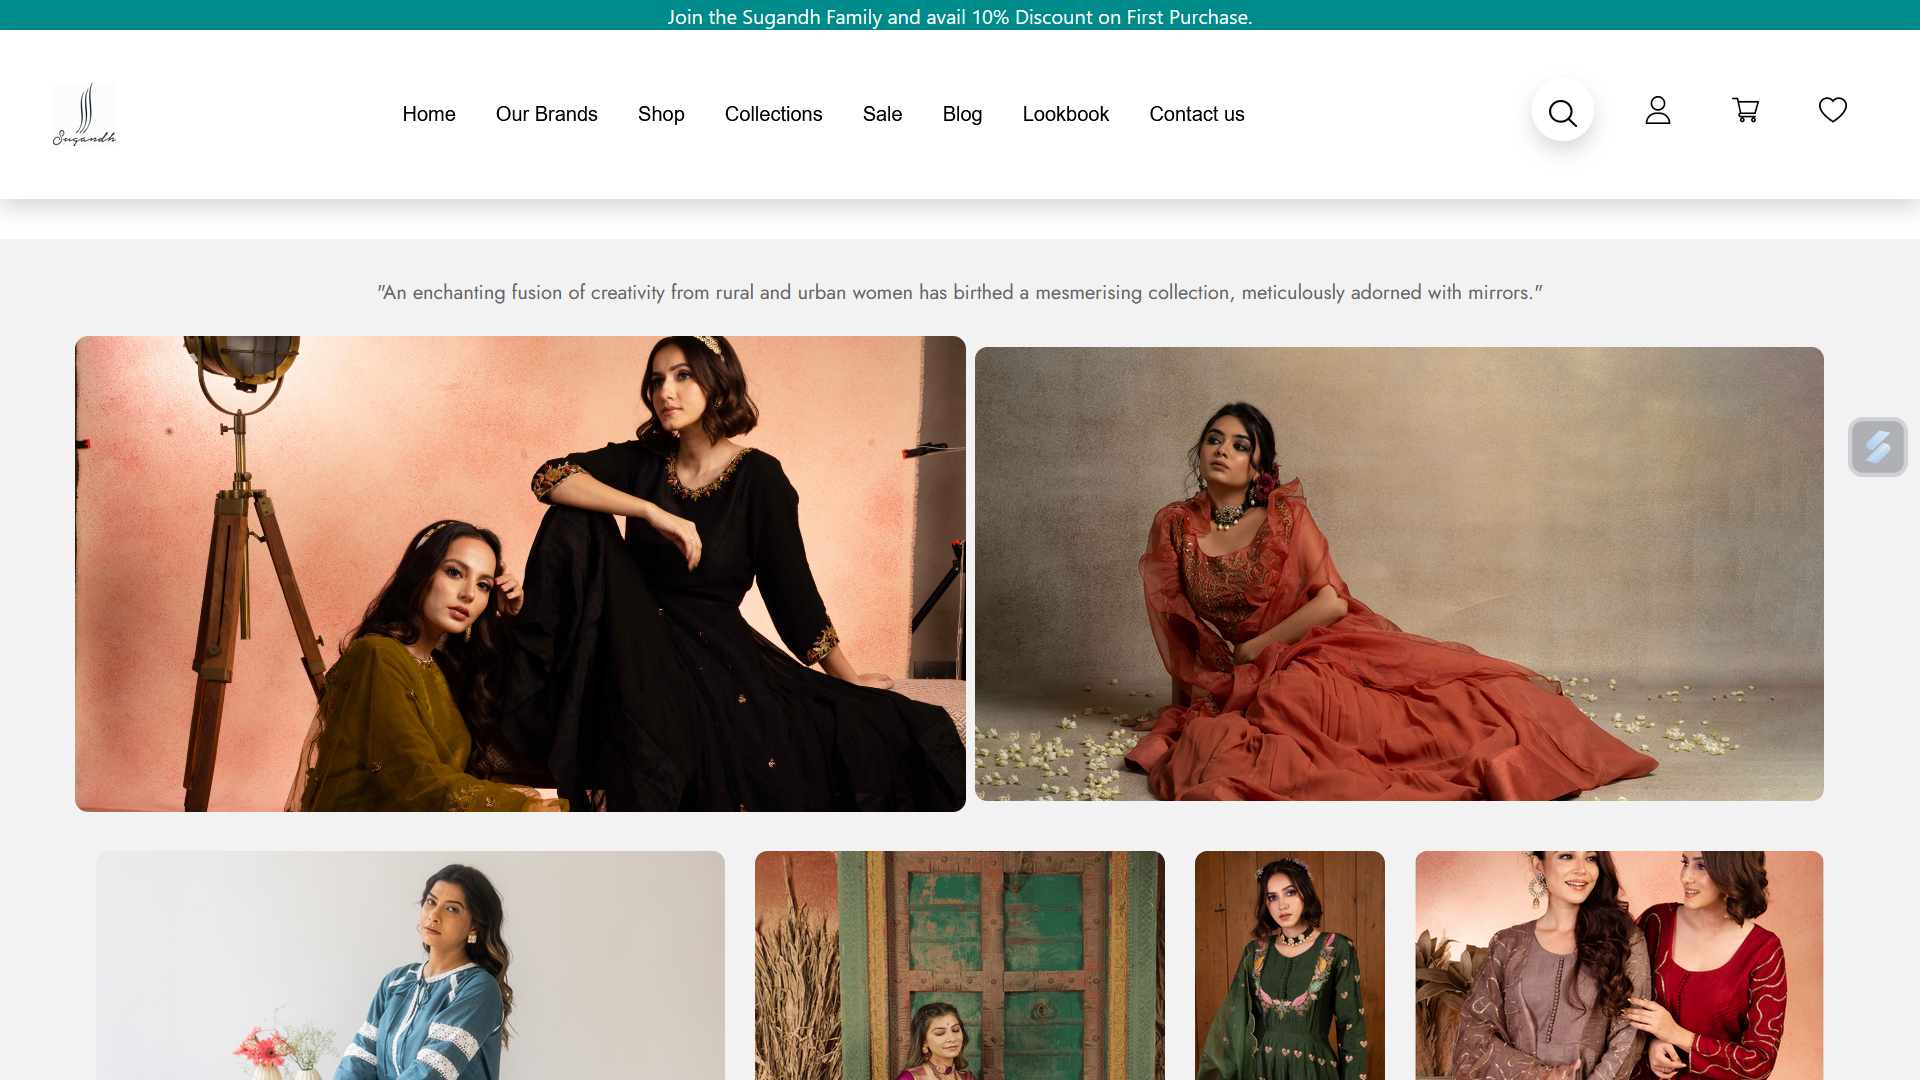 Join the Sugandh Family and avail 10% Discount on First Purchase.
Sugandh
Home
Our Brands
Shop
Collections
Sale
Blog
Lookbook
Contact us
"An enchanting fusion of creativity from rural and urban women has birthed a mesmerising collection, meticulously adorned with mirrors."